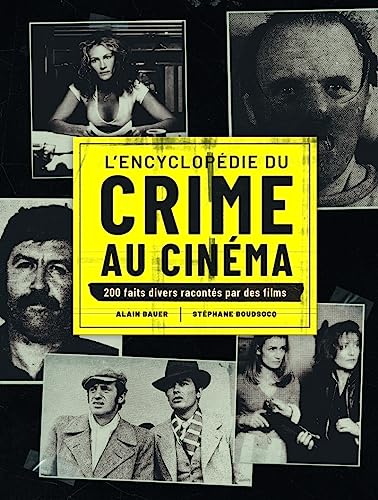 L'ENCYCLOPÉDIE DU
CRIME
AU CINÉMA
200 faits divers racontés par des films
ALAIN BAUER | STÉPHANE BOUDSOCQ